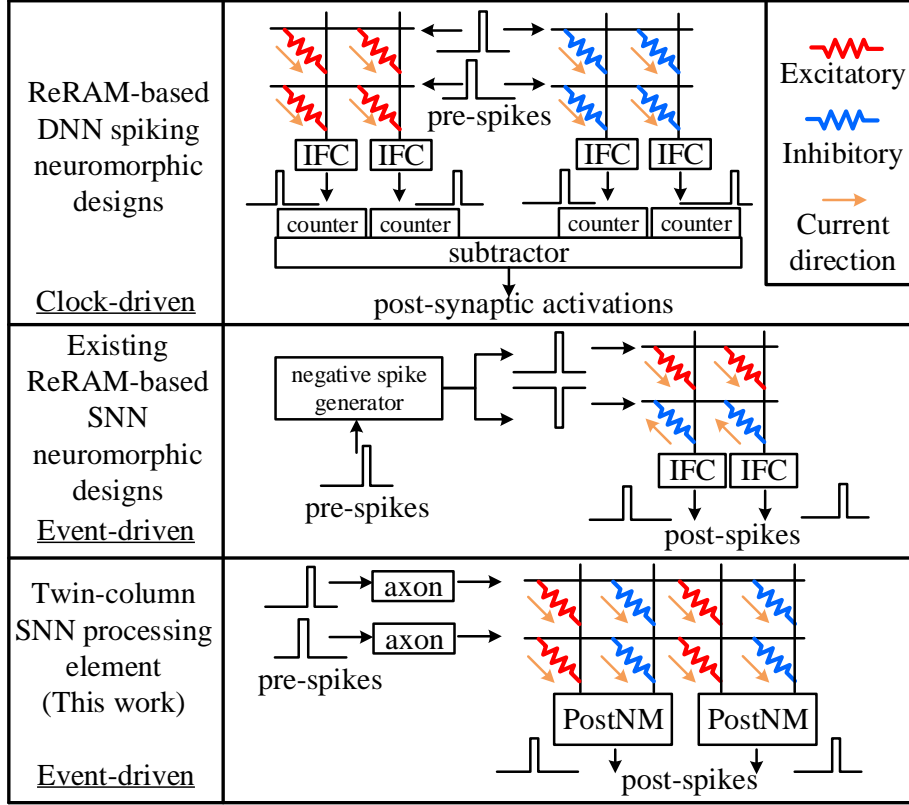 ReRAM-based
DNN spiking
neuromorphic
designs
Clock-driven
pre-spikes
IFC IFC IFC IFC
counter counter counter counter
subtractor
post-synaptic activations
Excitatory
Inhibitory
Current
direction
Existing
ReRAM-based
SNN
neuromorphic
designs
Event-driven
negative spike
generator
pre-spikes
IFC IFC
post-spikes
Twin-column
SNN processing
element
(This work)
Event-driven
axon
axon
pre-spikes
PostNM PostNM
post-spikes